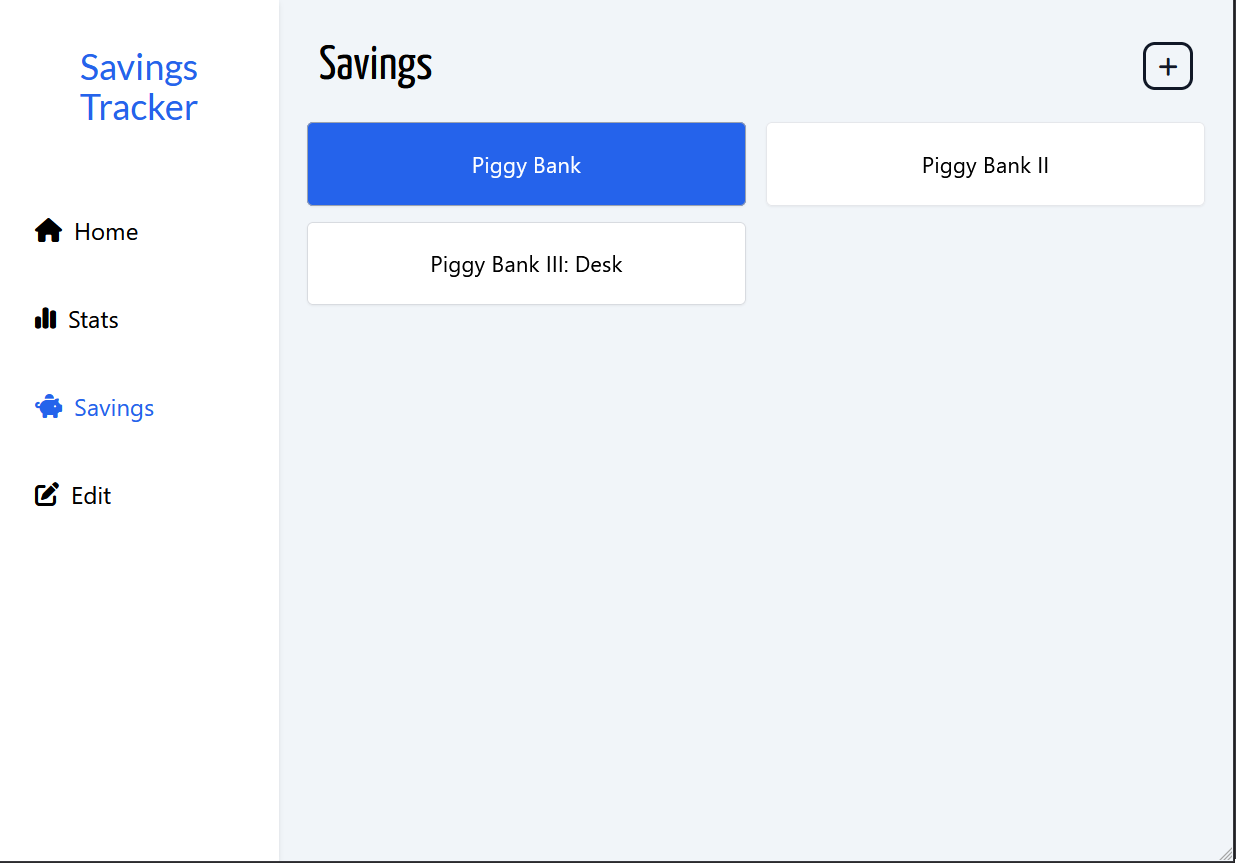 Savings
Tracker
Home
Stats
Savings
Edit
Savings
+
Piggy Bank
Piggy Bank II
Piggy Bank III: Desk